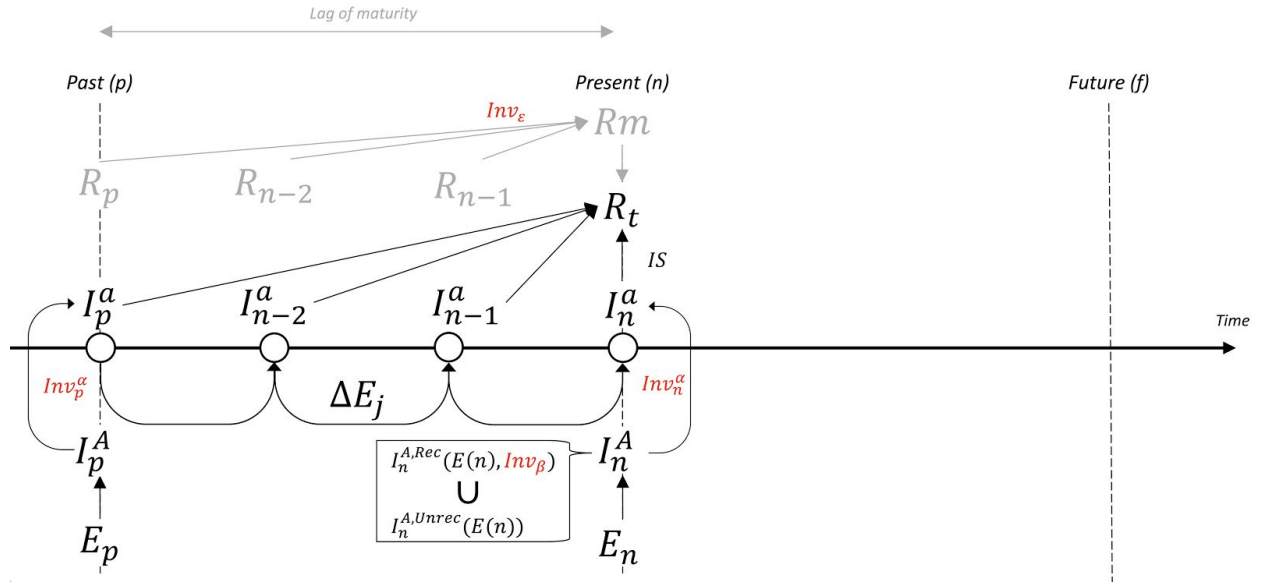 Lag of maturity
Past (p) Present (n) Future (f)
Inv_ε
Rm
R_p R_{n−2} R_{n−1}
R_t
IS
I_p^a I_{n−2}^a I_{n−1}^a I_n^a
Time
Inv_p^α ΔE_j Inv_n^α
I_p^A I_n^A
I_n^{A,Rec}(E(n), Inv_β)
∪
I_n^{A,Unrec}(E(n))
E_p E_n